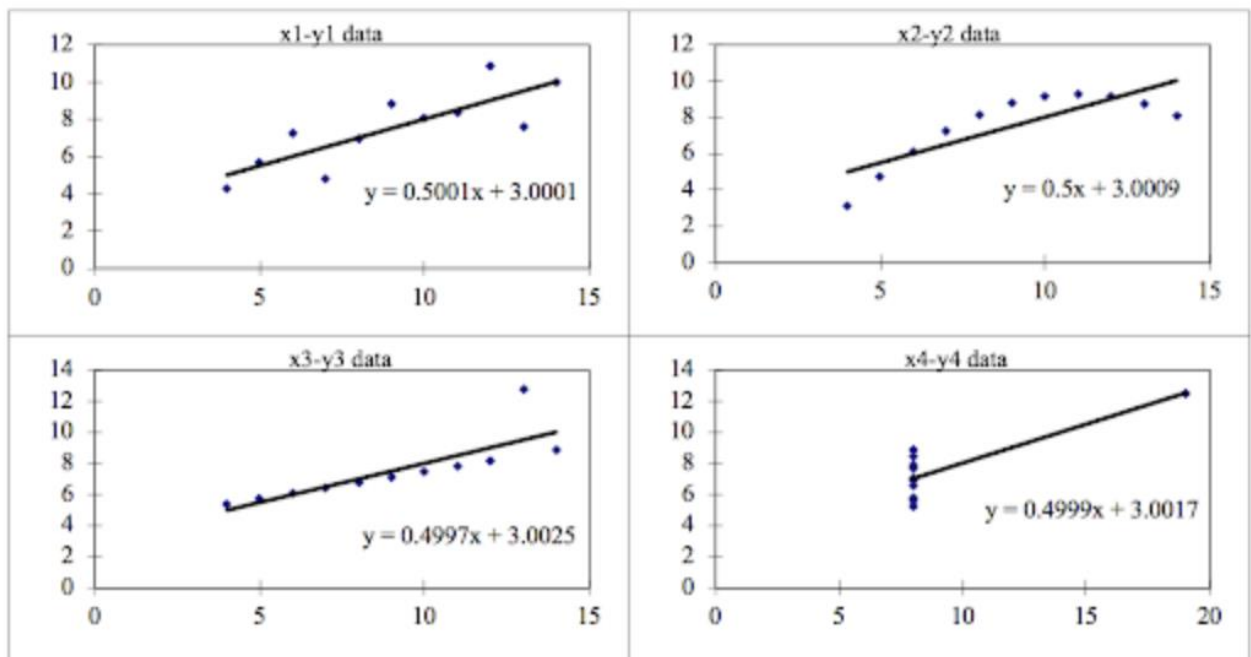 x1-y1 data
12
10
8
6
4
2
0
y = 0.5001x + 3.0001
0 5 10 15
x2-y2 data
12
10
8
6
4
2
0
y = 0.5x + 3.0009
0 5 10 15
x3-y3 data
14
12
10
8
6
4
2
0
y = 0.4997x + 3.0025
0 5 10 15
x4-y4 data
14
12
10
8
6
4
2
0
y = 0.4999x + 3.0017
0 5 10 15 20